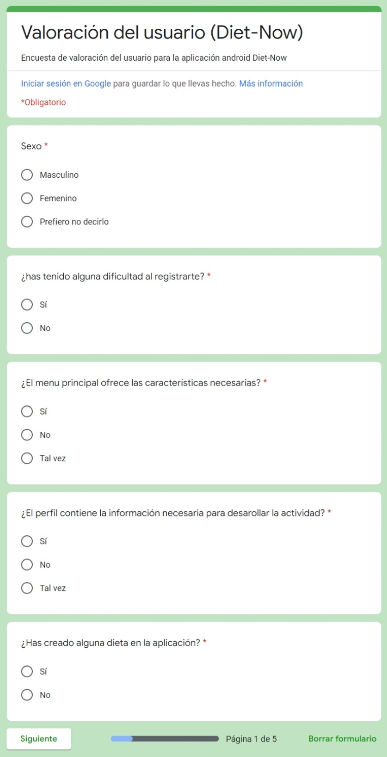 Valoración del usuario (Diet-Now)
Encuesta de valoración del usuario para la aplicación android Diet-Now
Iniciar sesión en Google para guardar lo que llevas hecho. Más información
*Obligatorio
Sexo *
Masculino
Femenino
Prefiero no decirlo
¿has tenido alguna dificultad al registrarte? *
Sí
No
¿El menu principal ofrece las características necesarias? *
Sí
No
Tal vez
¿El perfil contiene la información necesaria para desarollar la actividad? *
Sí
No
Tal vez
¿Has creado alguna dieta en la aplicación? *
Sí
No
Siguiente Página 1 de 5 Borrar formulario